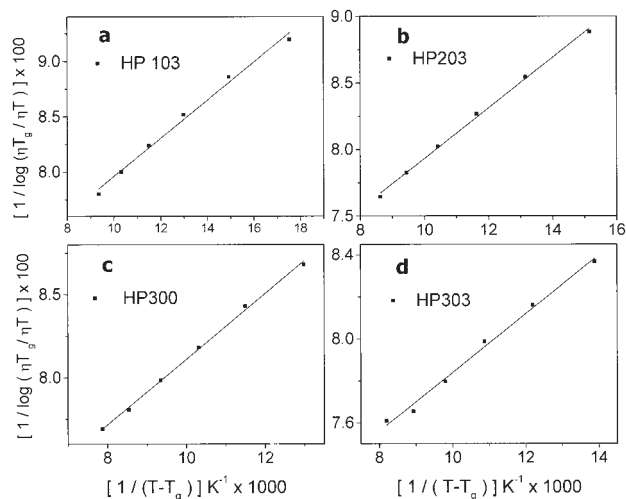 a
HP 103
9.0
8.5
8.0
8
10
12
14
16
18
[ 1 / log (ηTg / ηT ) ] x 100
b
HP203
9.0
8.5
8.0
7.5
8
10
12
14
16
c
HP300
8.5
8.0
8
10
12
[ 1 / log (ηTg / ηT ) ] x 100
[ 1 / (T-Tg ) ] K⁻¹ x 1000
d
HP303
8.4
8.0
7.6
8
10
12
14
[ 1 / ( T-Tg ) ] K⁻¹ x 1000